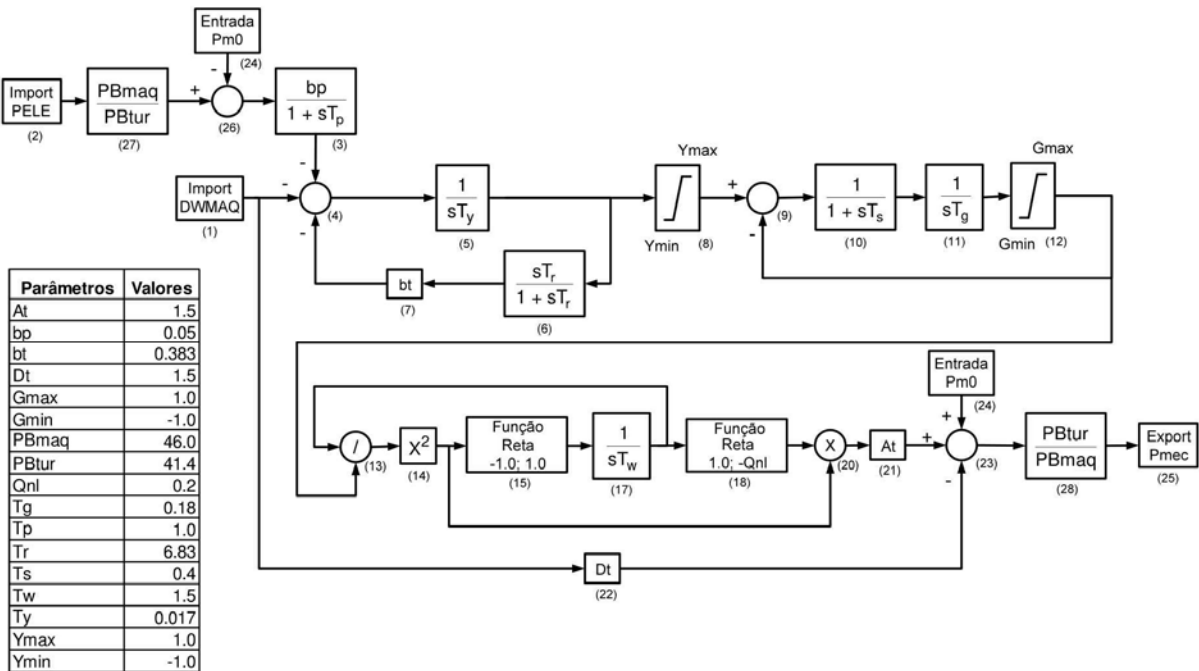 Entrada
Pm0
(24)
-
Import
PELE
(2)
PBmaq
PBtur
(27)
+
(26)
bp
1 + sTp
(3)
-
Import
DWMAQ
(1)
-
(4)
-
1
sTy
(5)
Ymax
Ymin
(8)
+
(9)
-
1
1 + sTs
(10)
1
sTg
(11)
Gmax
Gmin
(12)
bt
(7)
sTr
1 + sTr
(6)
Parâmetros Valores
At 1.5
bp 0.05
bt 0.383
Dt 1.5
Gmax 1.0
Gmin -1.0
PBmaq 46.0
PBtur 41.4
Qnl 0.2
Tg 0.18
Tp 1.0
Tr 6.83
Ts 0.4
Tw 1.5
Ty 0.017
Ymax 1.0
Ymin -1.0
/
(13)
X²
(14)
Função
Reta
-1.0; 1.0
(15)
1
sTw
(17)
Função
Reta
1.0; -Qnl
(18)
X
(20)
At
(21)
+
Entrada
Pm0
(24)
+
(23)
-
PBtur
PBmaq
(28)
Export
Pmec
(25)
Dt
(22)